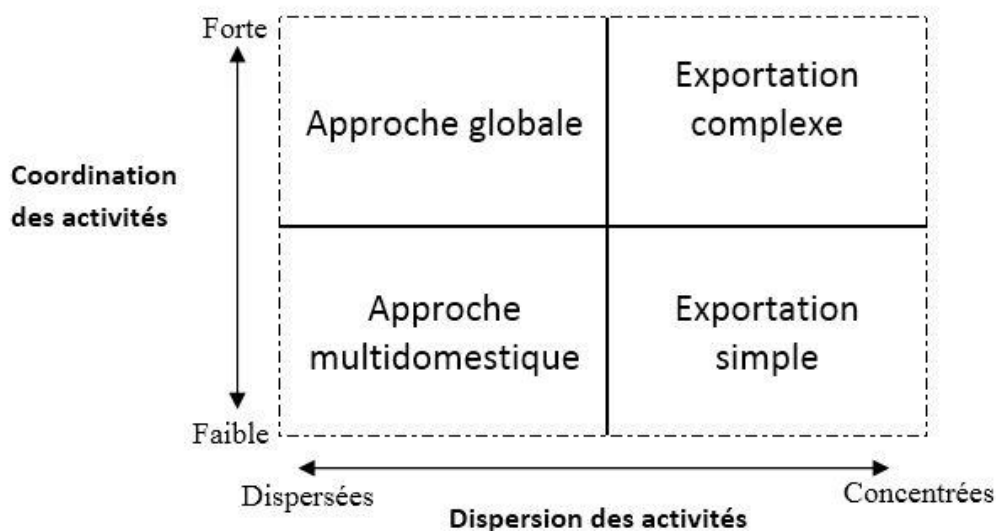 Forte
Approche globale
Exportation
complexe
Coordination
des activités
Approche
multidomestique
Exportation
simple
Faible
Dispersées
Concentrées
Dispersion des activités